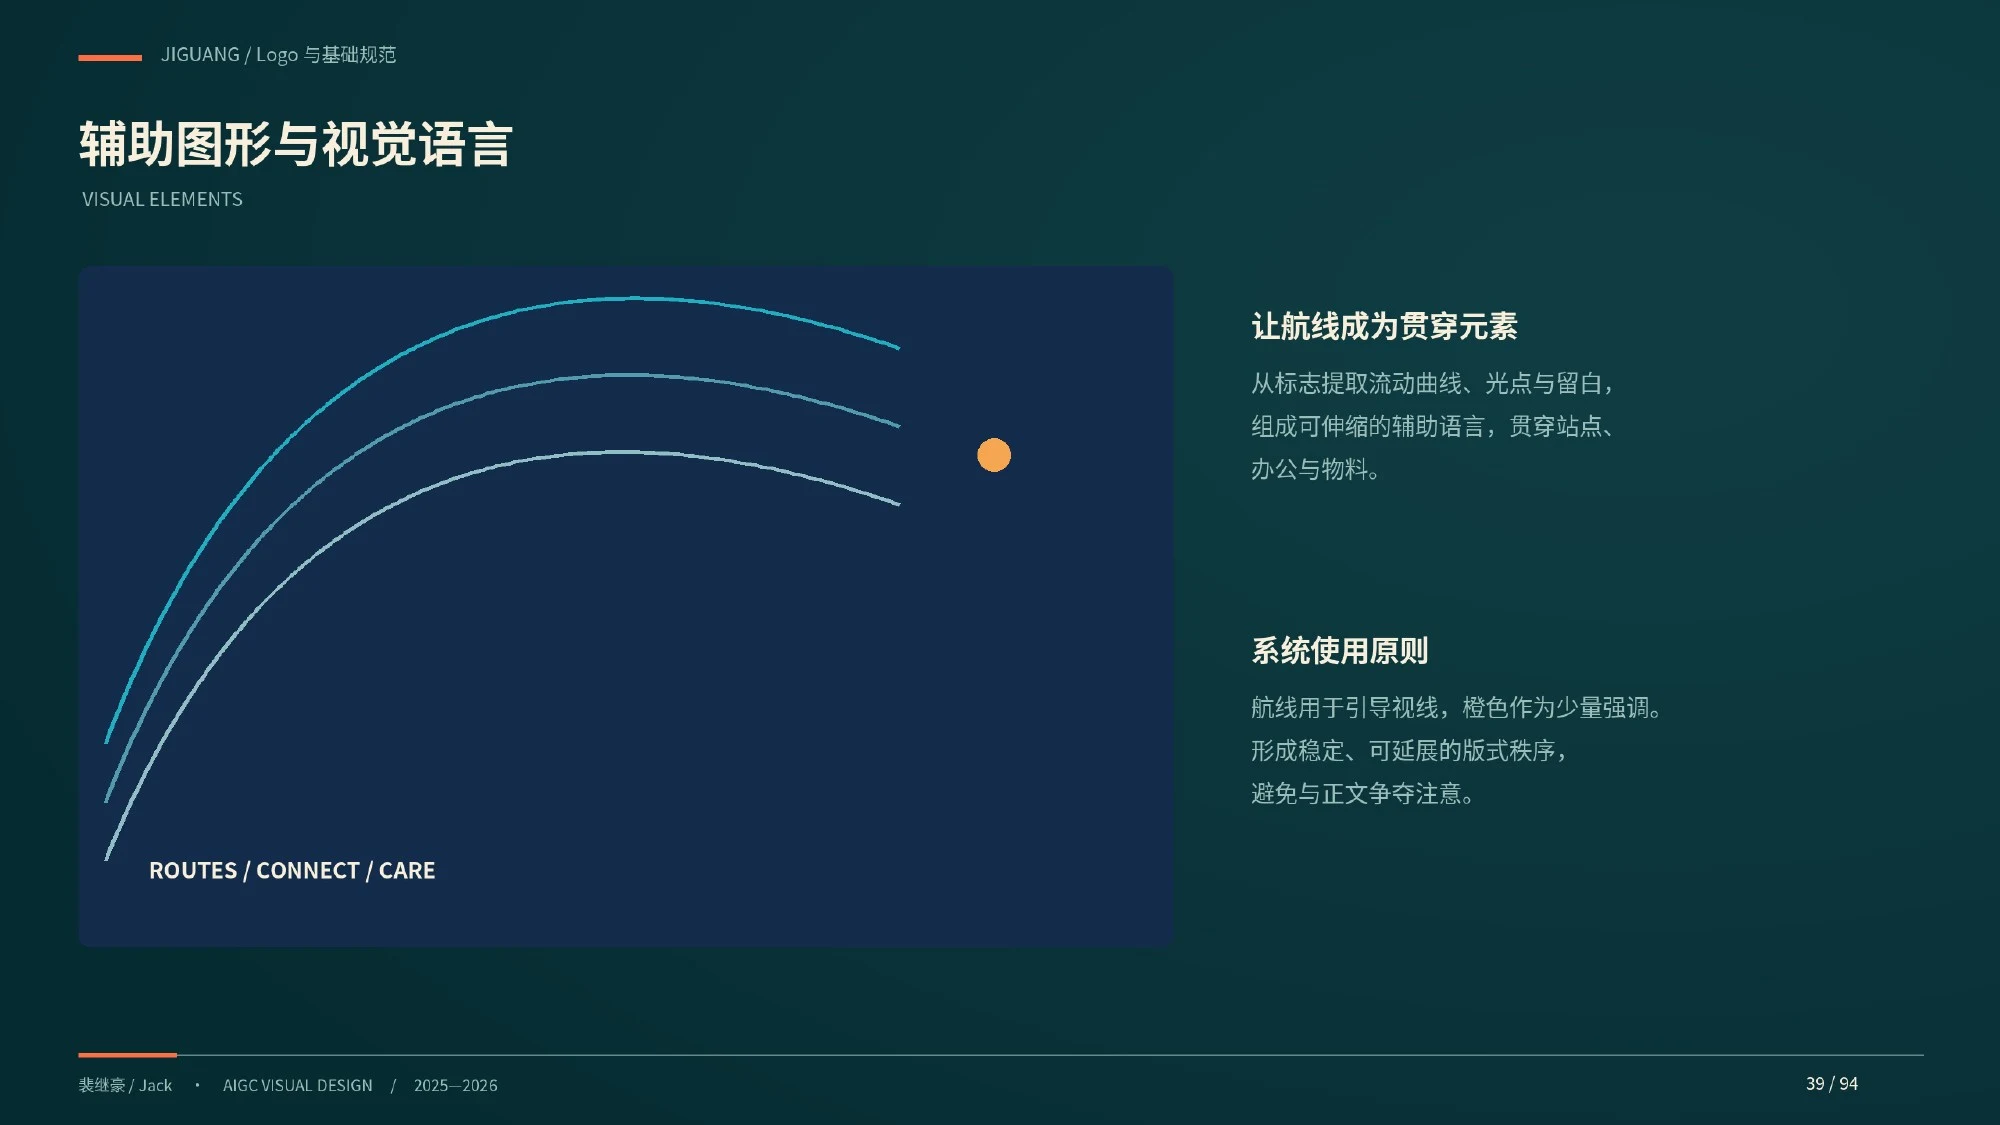 JIGUANG / Logo 与基础规范
辅助图形与视觉语言
VISUAL ELEMENTS
ROUTES / CONNECT / CARE
让航线成为贯穿元素
从标志提取流动曲线、光点与留白，
组成可伸缩的辅助语言，贯穿站点、
办公与物料。
系统使用原则
航线用于引导视线，橙色作为少量强调。
形成稳定、可延展的版式秩序，
避免与正文争夺注意。
裴继豪 / Jack • AIGC VISUAL DESIGN / 2025—2026
39 / 94